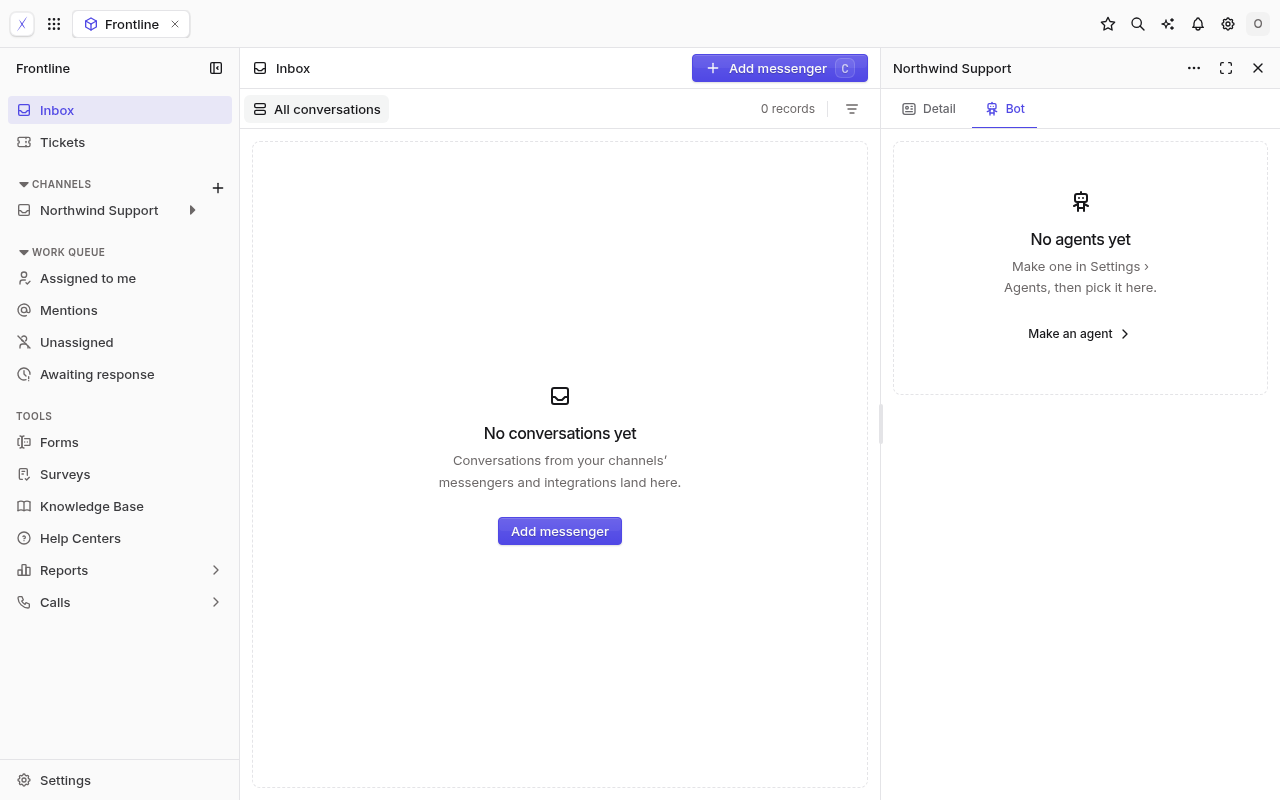 Frontline
O
Frontline
Inbox
Tickets
CHANNELS
Northwind Support
WORK QUEUE
Assigned to me
Mentions
Unassigned
Awaiting response
TOOLS
Forms
Surveys
Knowledge Base
Help Centers
Reports
Calls
Settings
Inbox
Add messenger C
All conversations
0 records
No conversations yet
Conversations from your channels’
messengers and integrations land here.
Add messenger
Northwind Support
Detail
Bot
No agents yet
Make one in Settings ›
Agents, then pick it here.
Make an agent